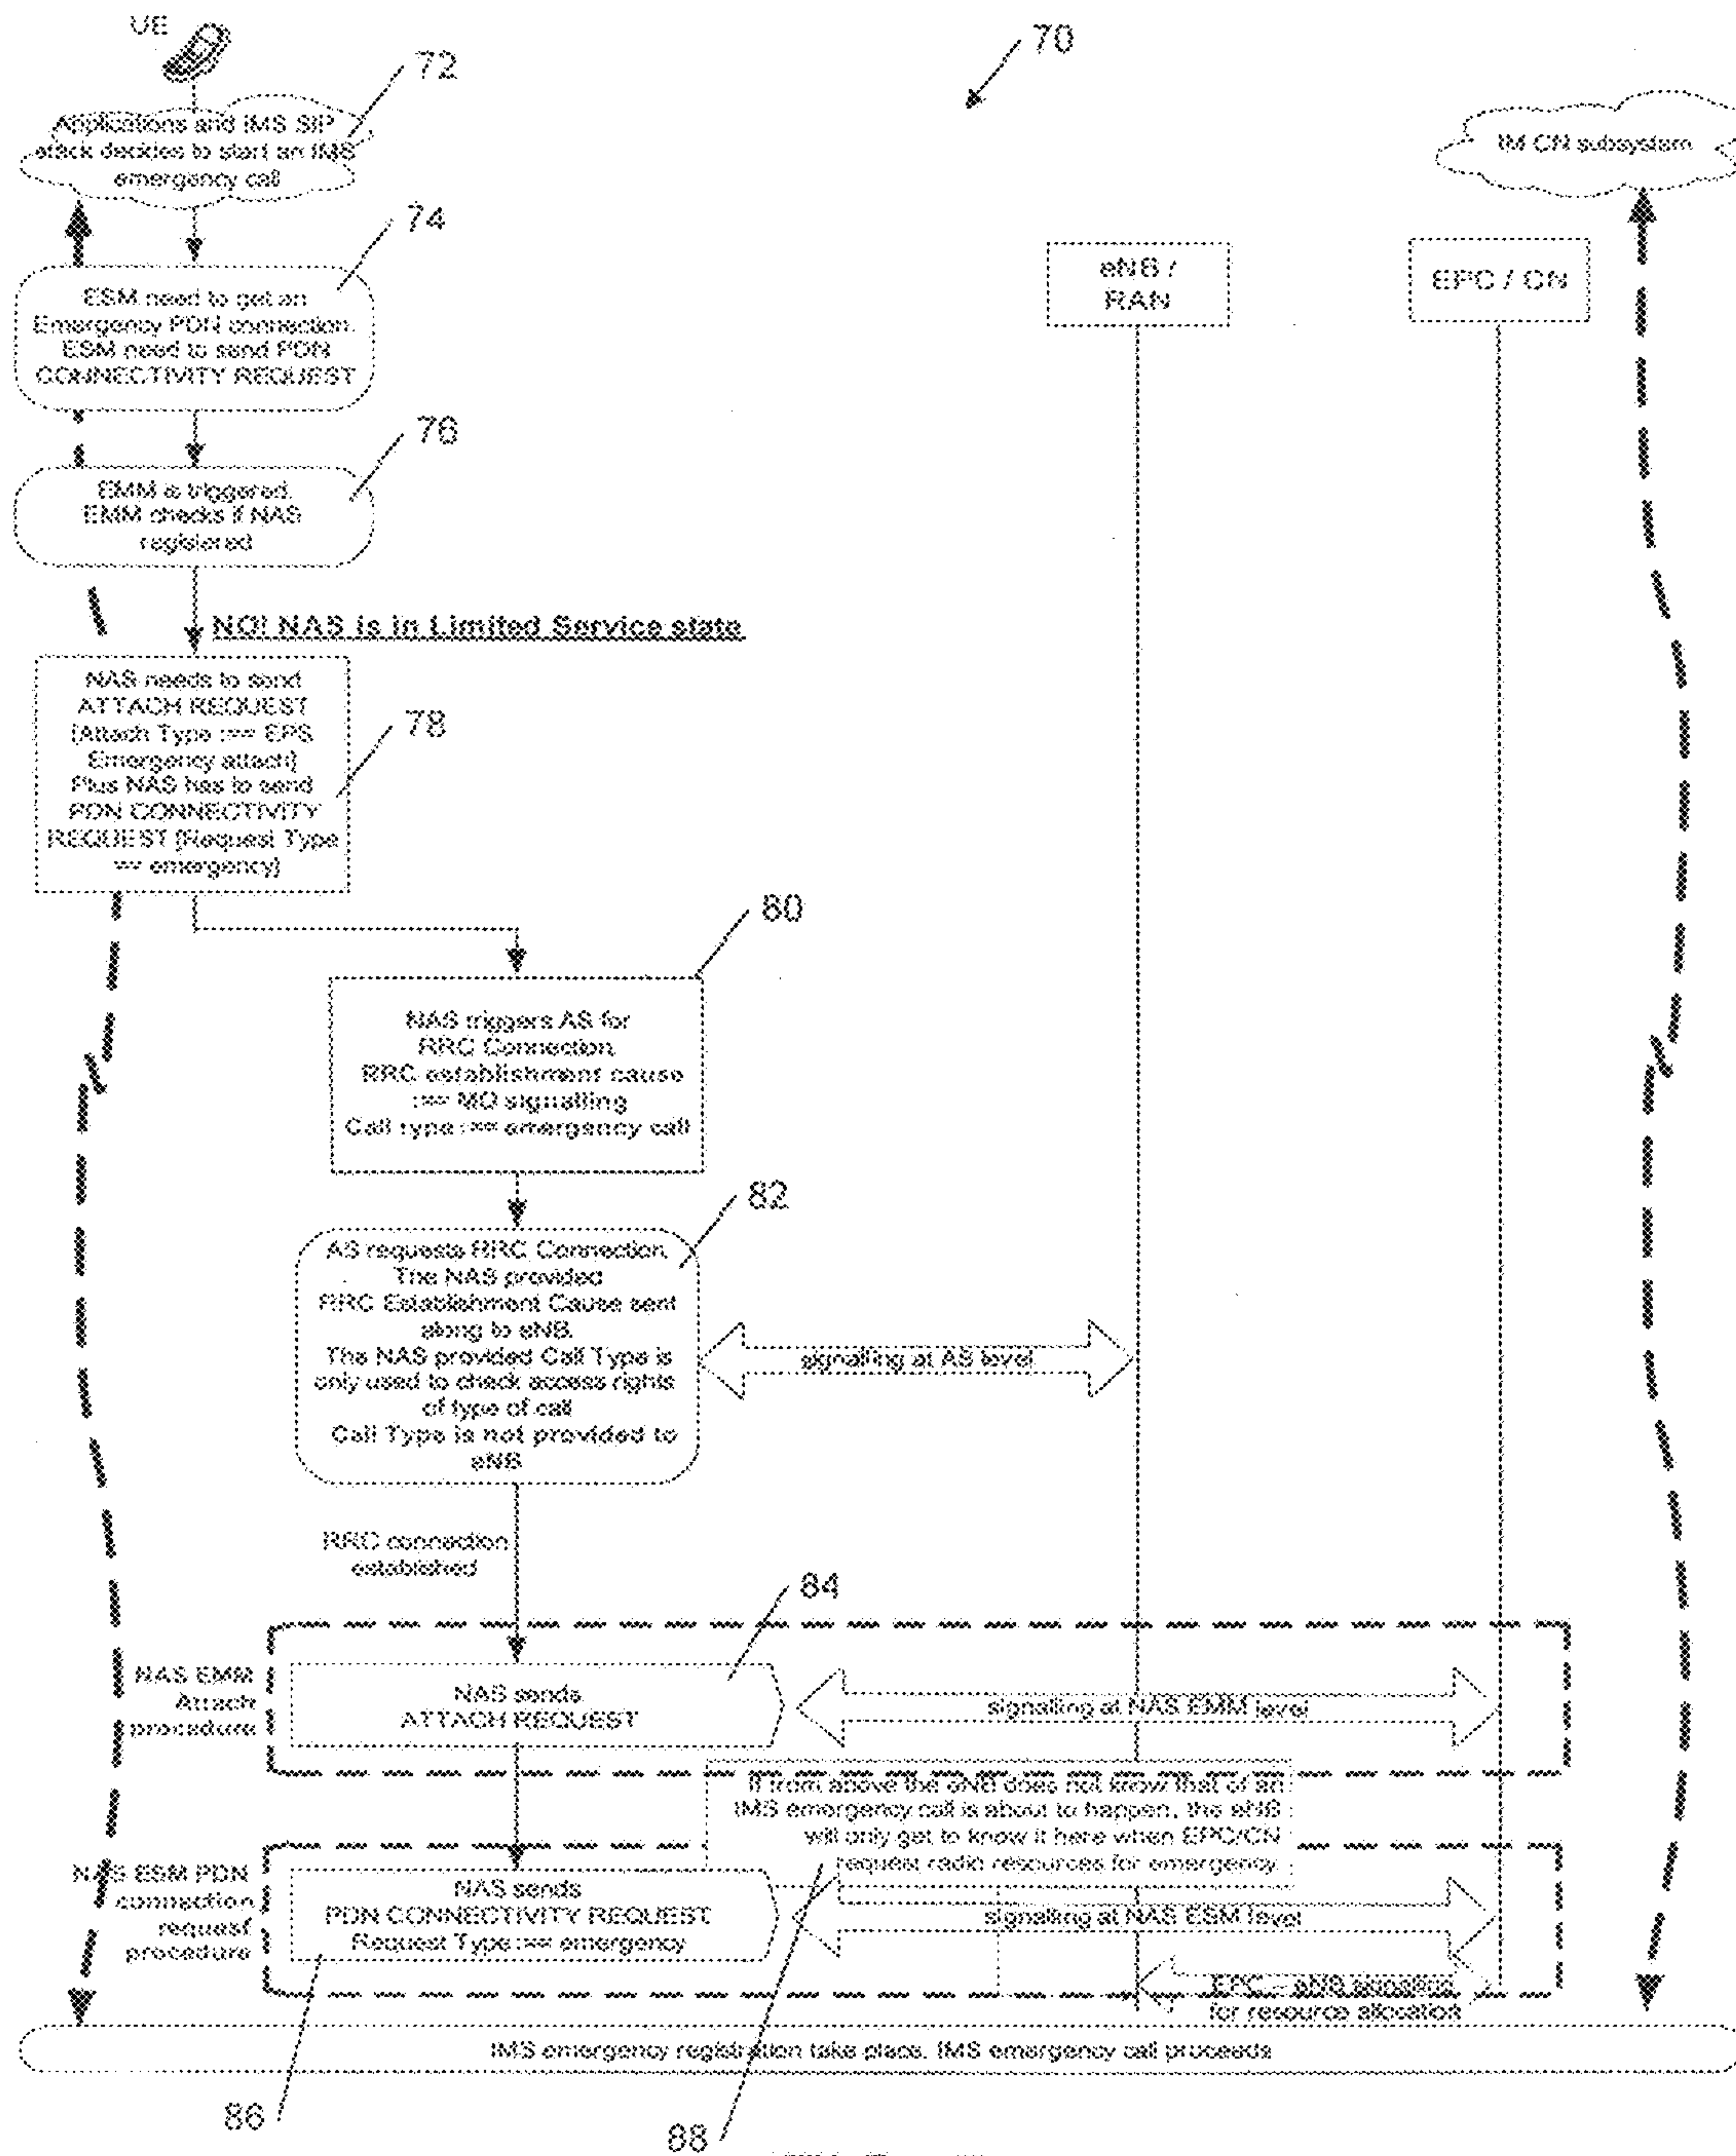 UE
70
72
Applications and IMS SIP
stack decides to start an IMS
emergency call
IM CN subsystem
74
ESM need to get an
Emergency PDN connection.
ESM need to send PDN
CONNECTIVITY REQUEST
eNB /
RAN
EPC / CN
76
EMM is triggered.
EMM checks if NAS
registered
NO! NAS is in Limited Service state
78
NAS needs to send
ATTACH REQUEST
(Attach Type :== EPS
Emergency attach)
Plus NAS has to send
PDN CONNECTIVITY
REQUEST (Request Type
:== emergency)
80
NAS triggers AS for
RRC Connection.
RRC establishment cause
:== MO signalling
Call type :== emergency call
82
AS requests RRC Connection.
The NAS provided
RRC Establishment Cause sent
along to eNB.
The NAS provided Call Type is
only used to check access rights
of type of call
Call Type is not provided to
eNB
signalling at AS level
RRC connection
established
84
NAS EMM
Attach
procedure
NAS sends
ATTACH REQUEST
signalling at NAS EMM level
If from above the eNB does not know that of an
IMS emergency call is about to happen, the eNB
will only get to know it here when EPC/CN
request radio resources for emergency.
NAS ESM PDN
connection
request
procedure
NAS sends
PDN CONNECTIVITY REQUEST
Request Type :== emergency
signalling at NAS ESM level
EPC – eNB signalling
for resource allocation
IMS emergency registration take place. IMS emergency call proceeds
86
88